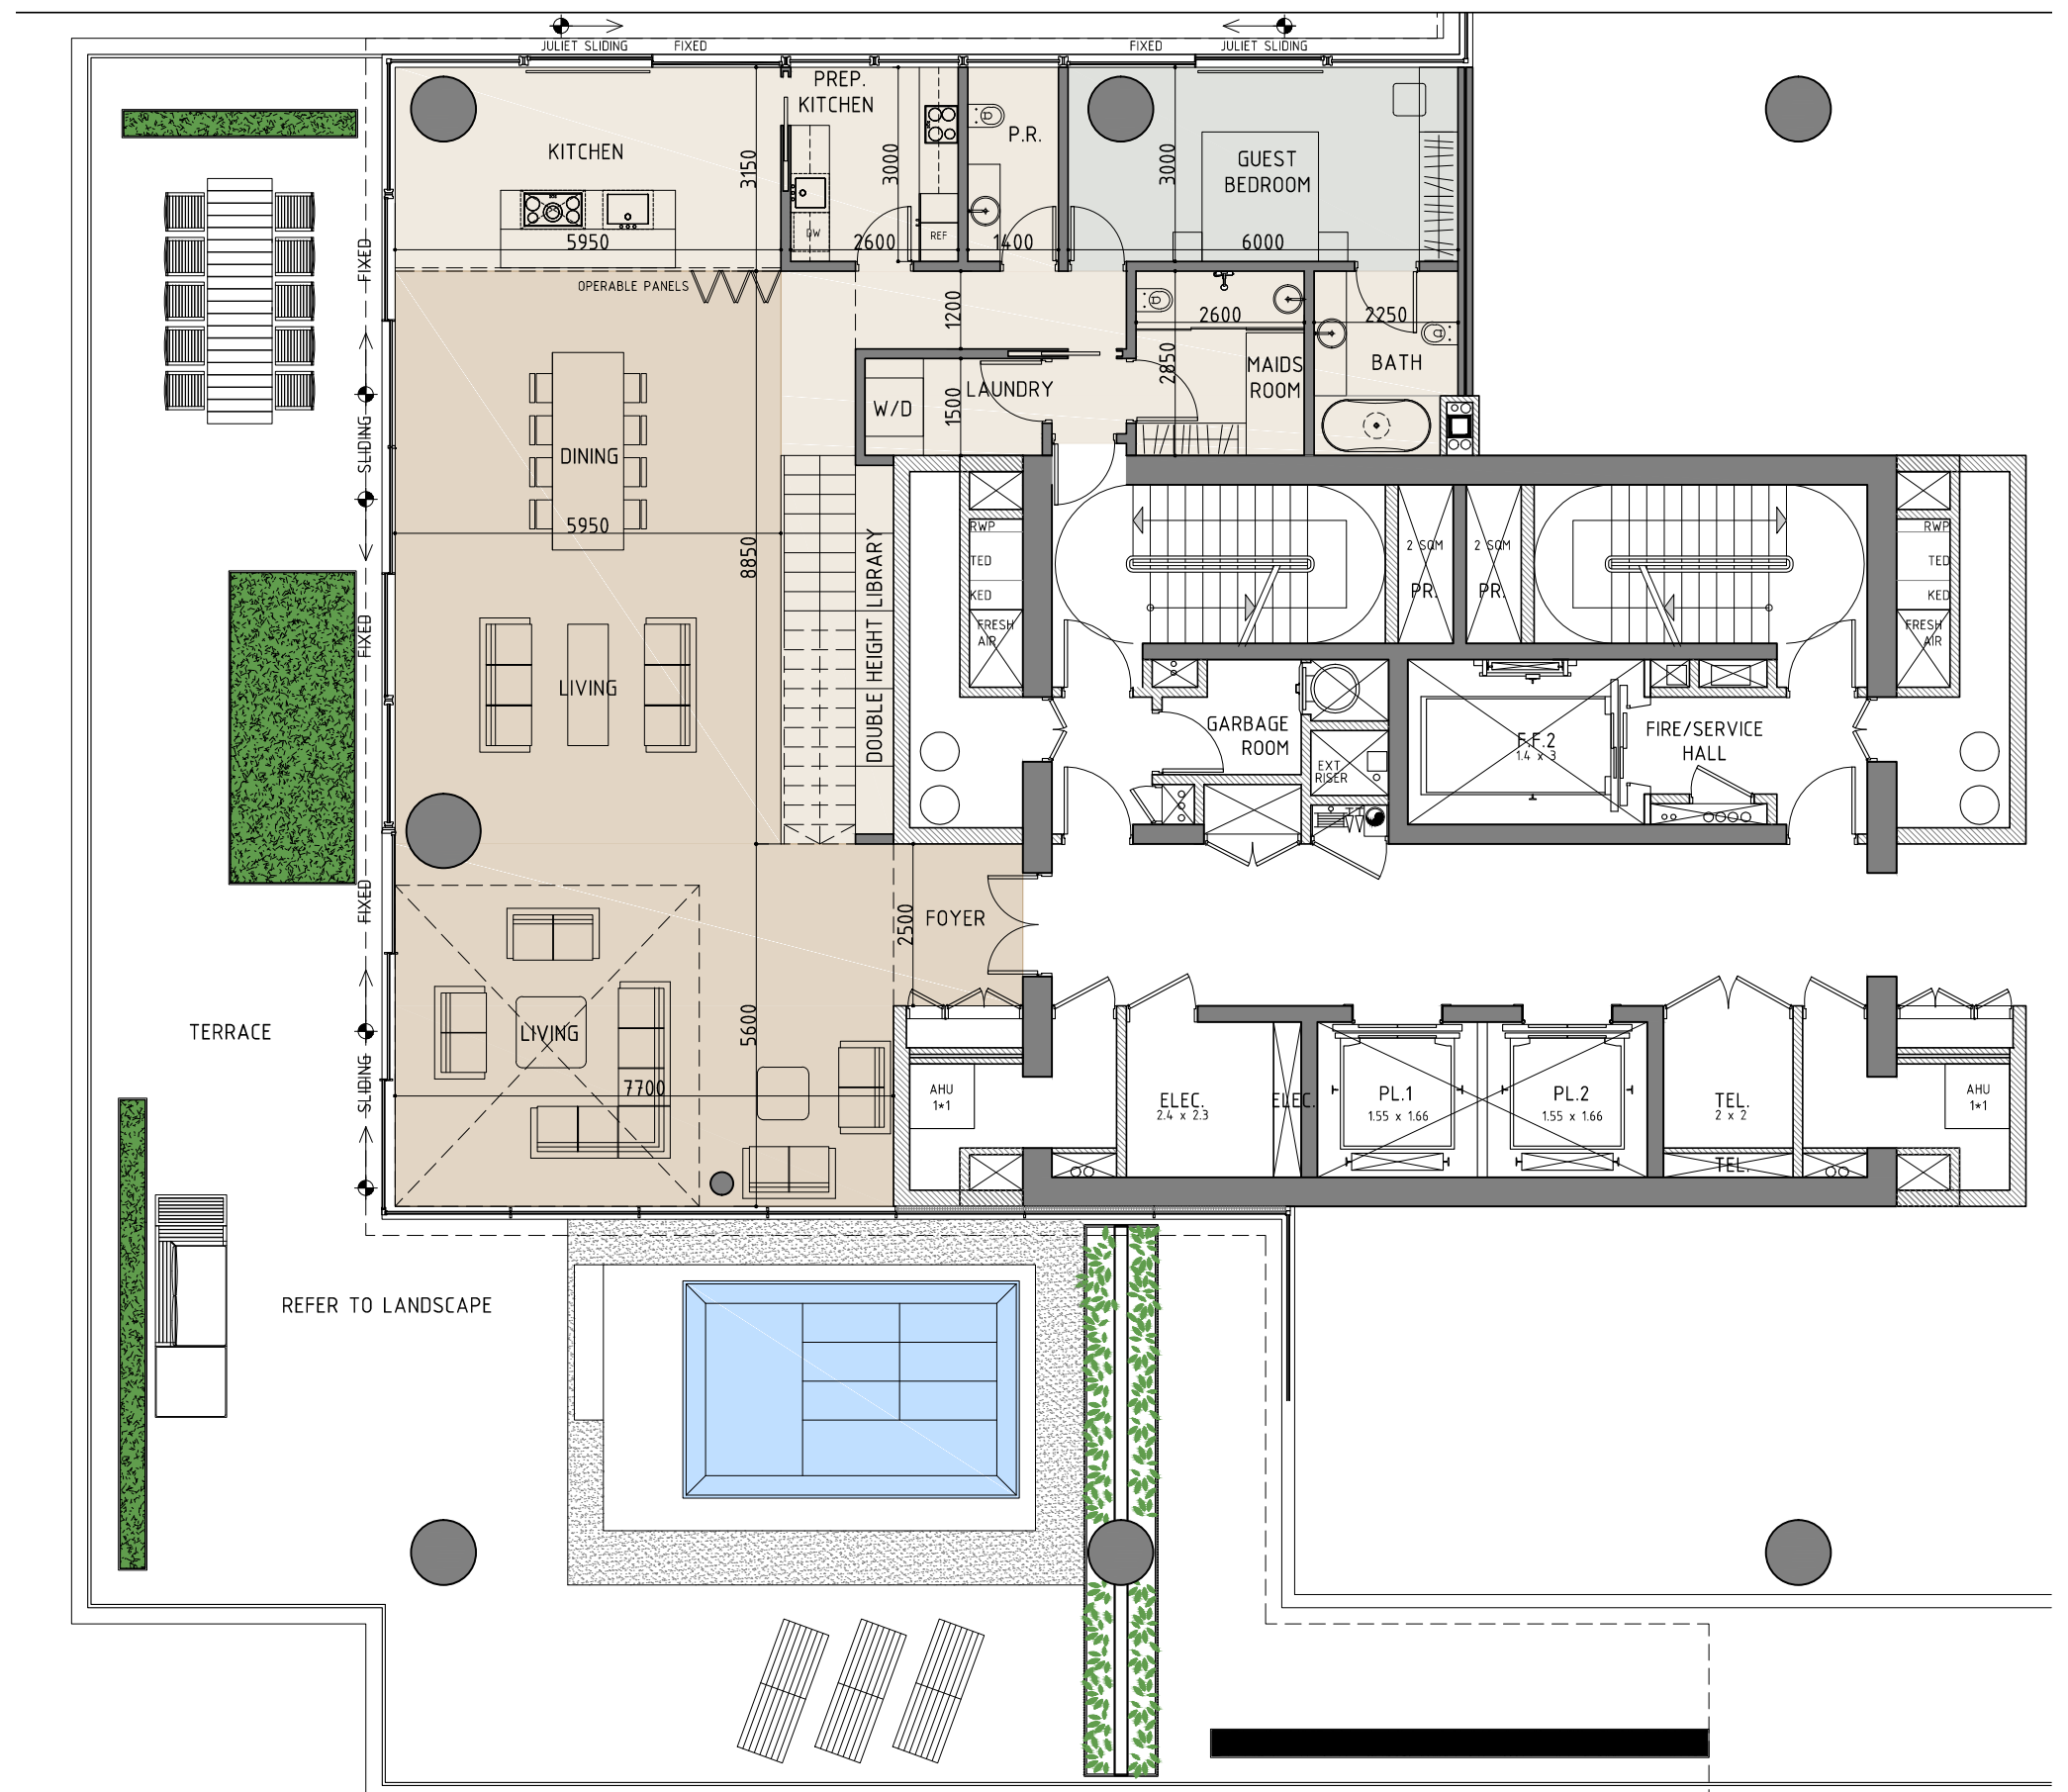 JULIET SLIDING
FIXED
FIXED
JULIET SLIDING
PREP.
KITCHEN
KITCHEN
P.R.
GUEST
BEDROOM
3150
3000
3000
DW
REF
5950
2600
1400
6000
FIXED
OPERABLE PANELS
1200
2600
2250
2850
MAIDS
ROOM
BATH
W/D
LAUNDRY
1500
SLIDING
DINING
5950
8850
DOUBLE HEIGHT LIBRARY
RWP
TED
KED
FRESH
AIR
2 SQM
PR.
2 SQM
PR.
RWP
TED
KED
FRESH
AIR
FIXED
LIVING
GARBAGE
ROOM
EXT
RISER
F.F.2
1.4 x 3
FIRE/SERVICE
HALL
FIXED
2500
FOYER
TERRACE
LIVING
5600
7700
SLIDING
AHU
1*1
ELEC.
2.4 x 2.3
ELEC.
PL.1
1.55 x 1.66
PL.2
1.55 x 1.66
TEL.
2 x 2
TEL.
AHU
1*1
REFER TO LANDSCAPE